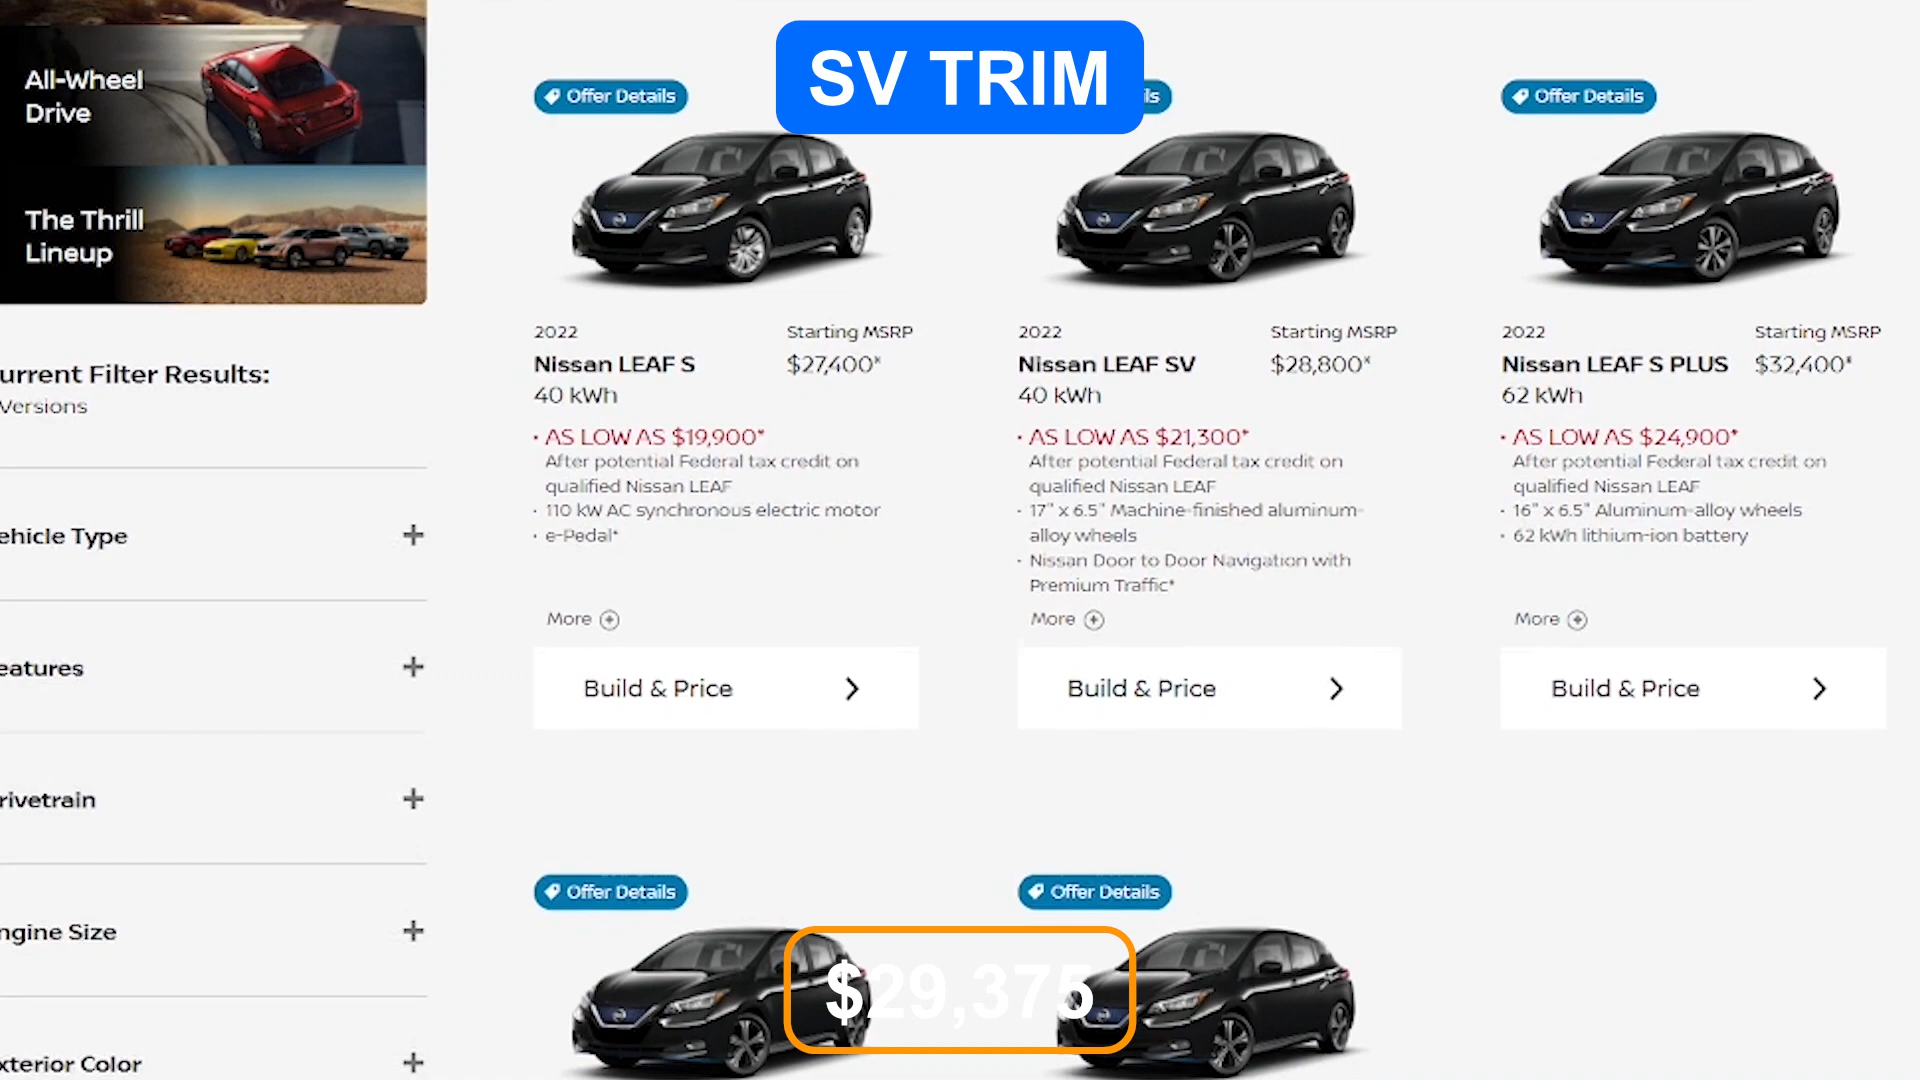 SV TRIM
All-Wheel
Drive
The Thrill
Lineup
urrent Filter Results:
Versions
ehicle Type
eatures
rivetrain
ngine Size
xterior Color
Offer Details
2022
Starting MSRP
Nissan LEAF S
$27,400*
40 kWh
• AS LOW AS $19,900*
After potential Federal tax credit on
qualified Nissan LEAF
• 110 kW AC synchronous electric motor
• e-Pedal*
More
Build & Price
ils
2022
Starting MSRP
Nissan LEAF SV
$28,800*
40 kWh
• AS LOW AS $21,300*
After potential Federal tax credit on
qualified Nissan LEAF
• 17" x 6.5" Machine-finished aluminum-
alloy wheels
• Nissan Door to Door Navigation with
Premium Traffic*
More
Build & Price
Offer Details
2022
Starting MSRP
Nissan LEAF S PLUS
$32,400*
62 kWh
• AS LOW AS $24,900*
After potential Federal tax credit on
qualified Nissan LEAF
• 16" x 6.5" Aluminum-alloy wheels
• 62 kWh lithium-ion battery
More
Build & Price
Offer Details
Offer Details
$29,375